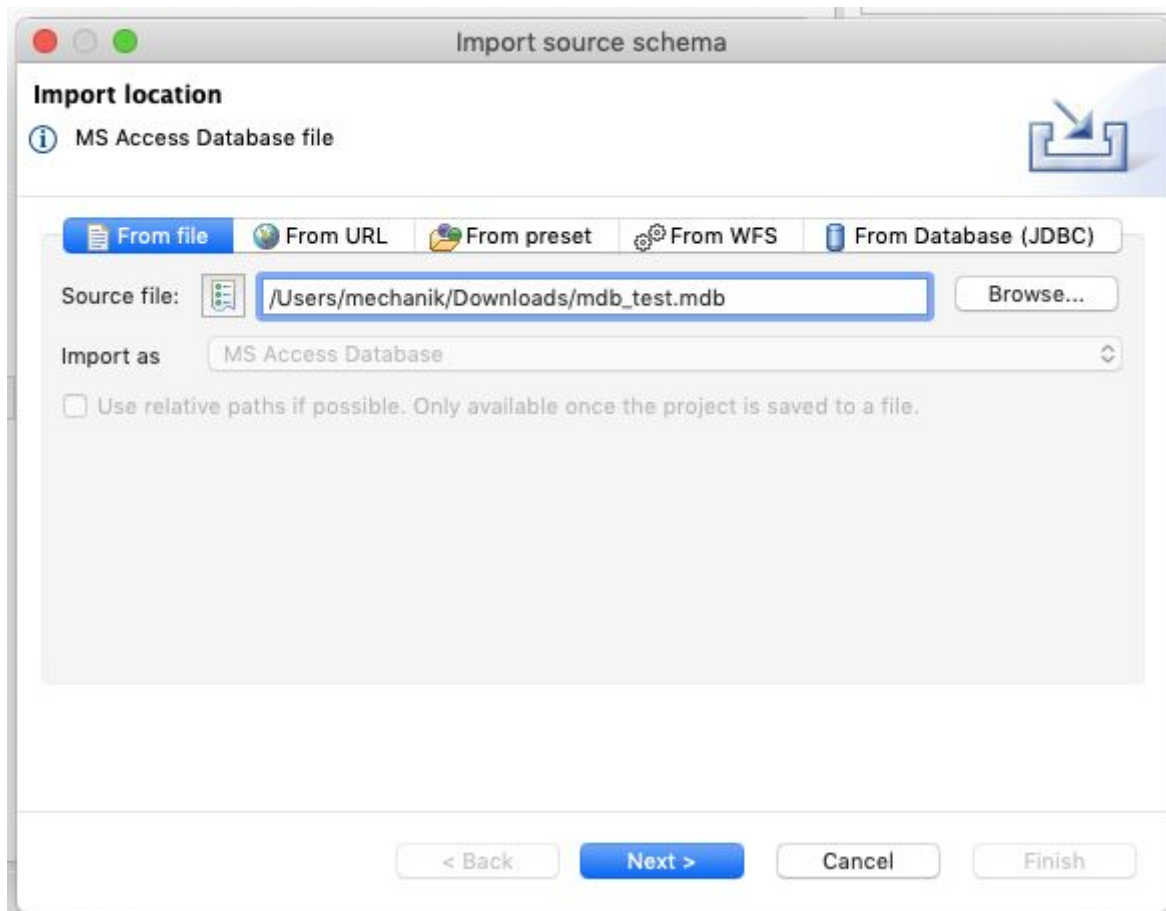 Import source schema
Import location
MS Access Database file
From file From URL From preset From WFS From Database (JDBC)
Source file: /Users/mechanik/Downloads/mdb_test.mdb Browse...
Import as MS Access Database
Use relative paths if possible. Only available once the project is saved to a file.
< Back Next > Cancel Finish